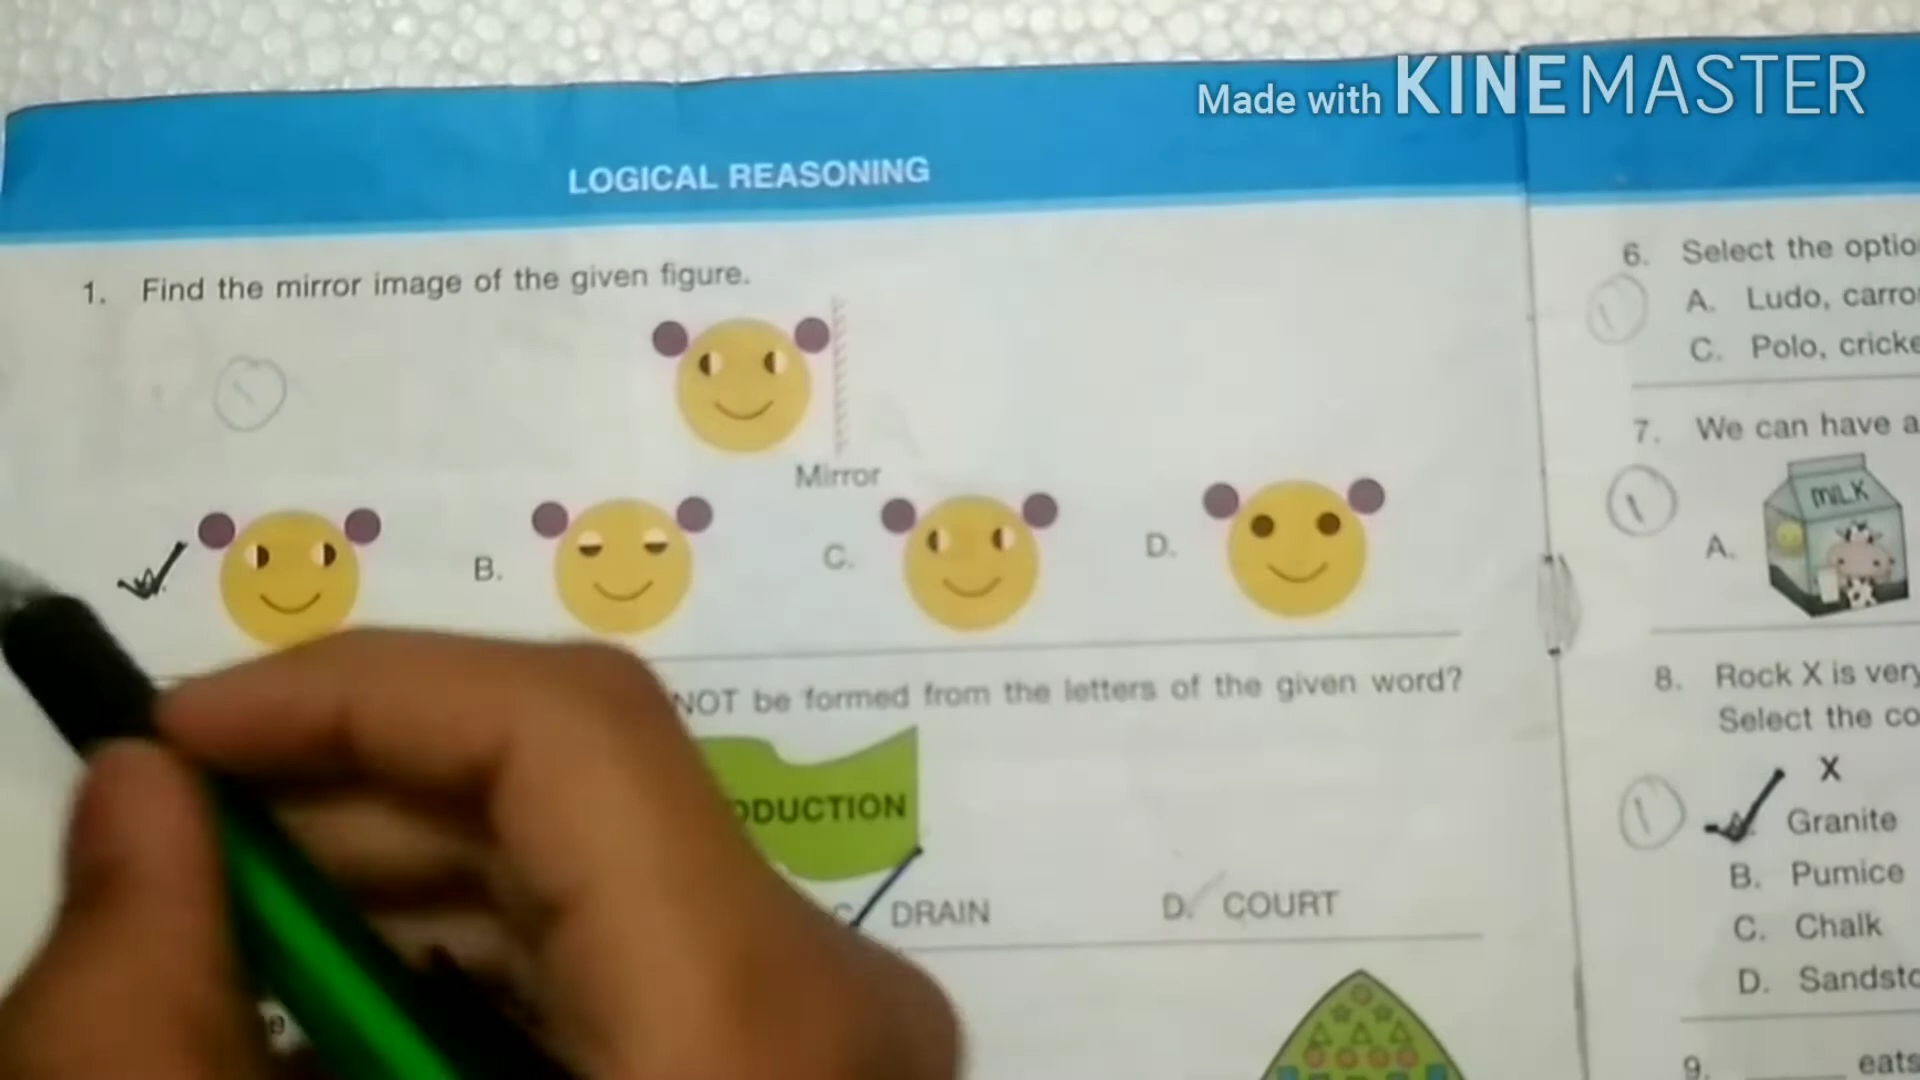 Made with KINEMASTER
LOGICAL REASONING
1. Find the mirror image of the given figure.
Mirror
B.
C.
D.
NOT be formed from the letters of the given word?
ODUCTION
C. DRAIN
D. COURT
6. Select the optio
A. Ludo, carro
C. Polo, cricke
7. We can have a
A.
MILK
8. Rock X is very
Select the co
X
Granite
B. Pumice
C. Chalk
D. Sandsto
9. ______ eats